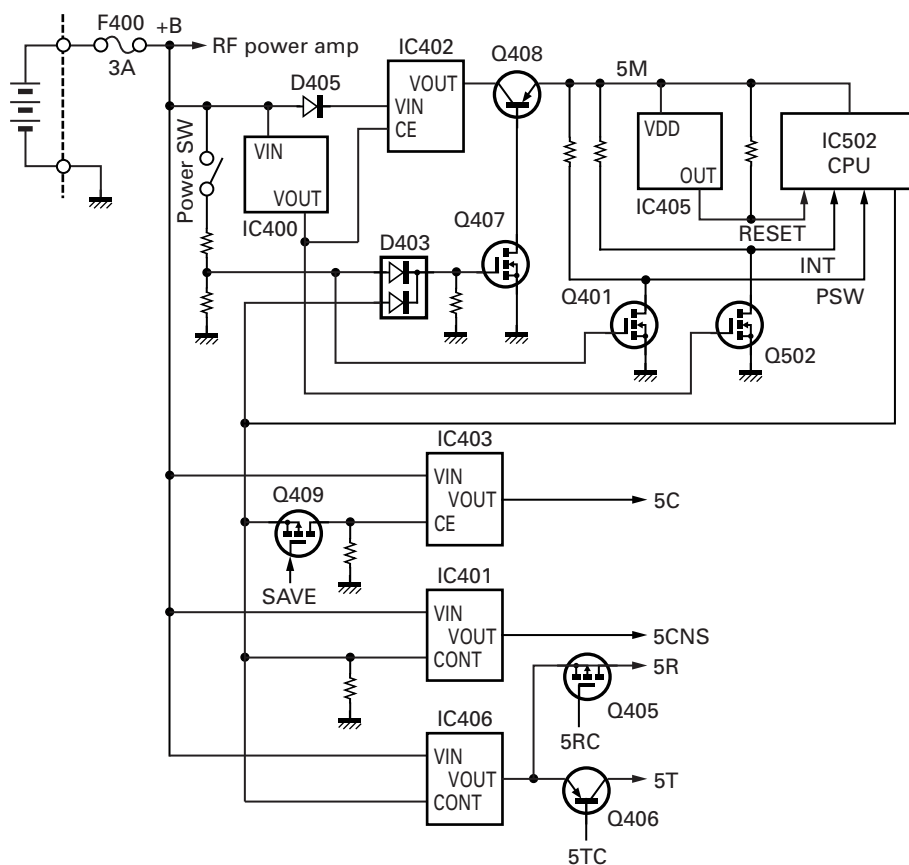 F400
+B
RF power amp
3A
IC402
Q408
VOUT
5M
D405
VIN
CE
VDD
IC502
CPU
Power SW
VIN
VOUT
IC400
OUT
IC405
Q407
RESET
D403
INT
Q401
PSW
Q502
IC403
VIN
VOUT
5C
Q409
CE
SAVE
IC401
VIN
VOUT
5CNS
CONT
5R
Q405
IC406
5RC
VIN
VOUT
5T
CONT
Q406
5TC